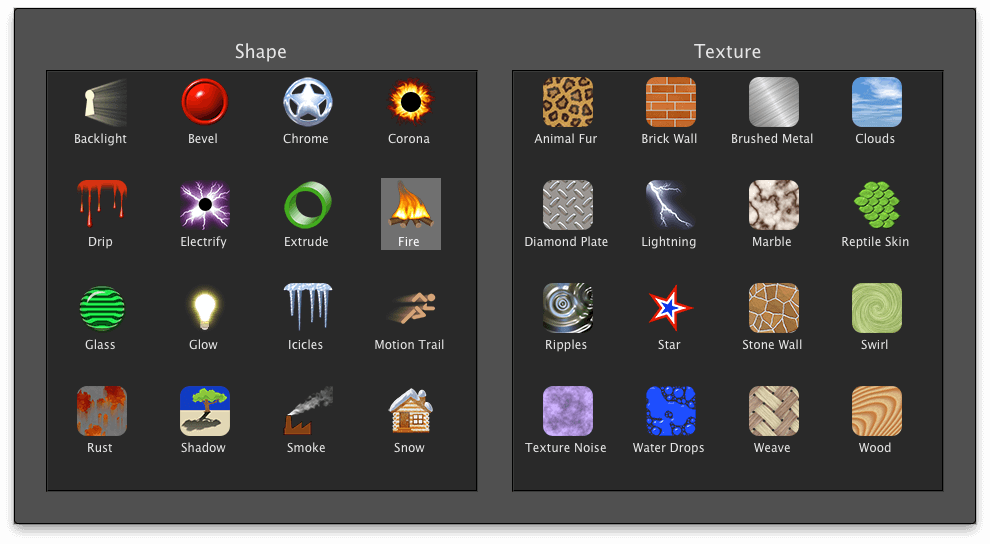 Shape
Backlight Bevel Chrome Corona
Drip Electrify Extrude Fire
Glass Glow Icicles Motion Trail
Rust Shadow Smoke Snow
Texture
Animal Fur Brick Wall Brushed Metal Clouds
Diamond Plate Lightning Marble Reptile Skin
Ripples Star Stone Wall Swirl
Texture Noise Water Drops Weave Wood